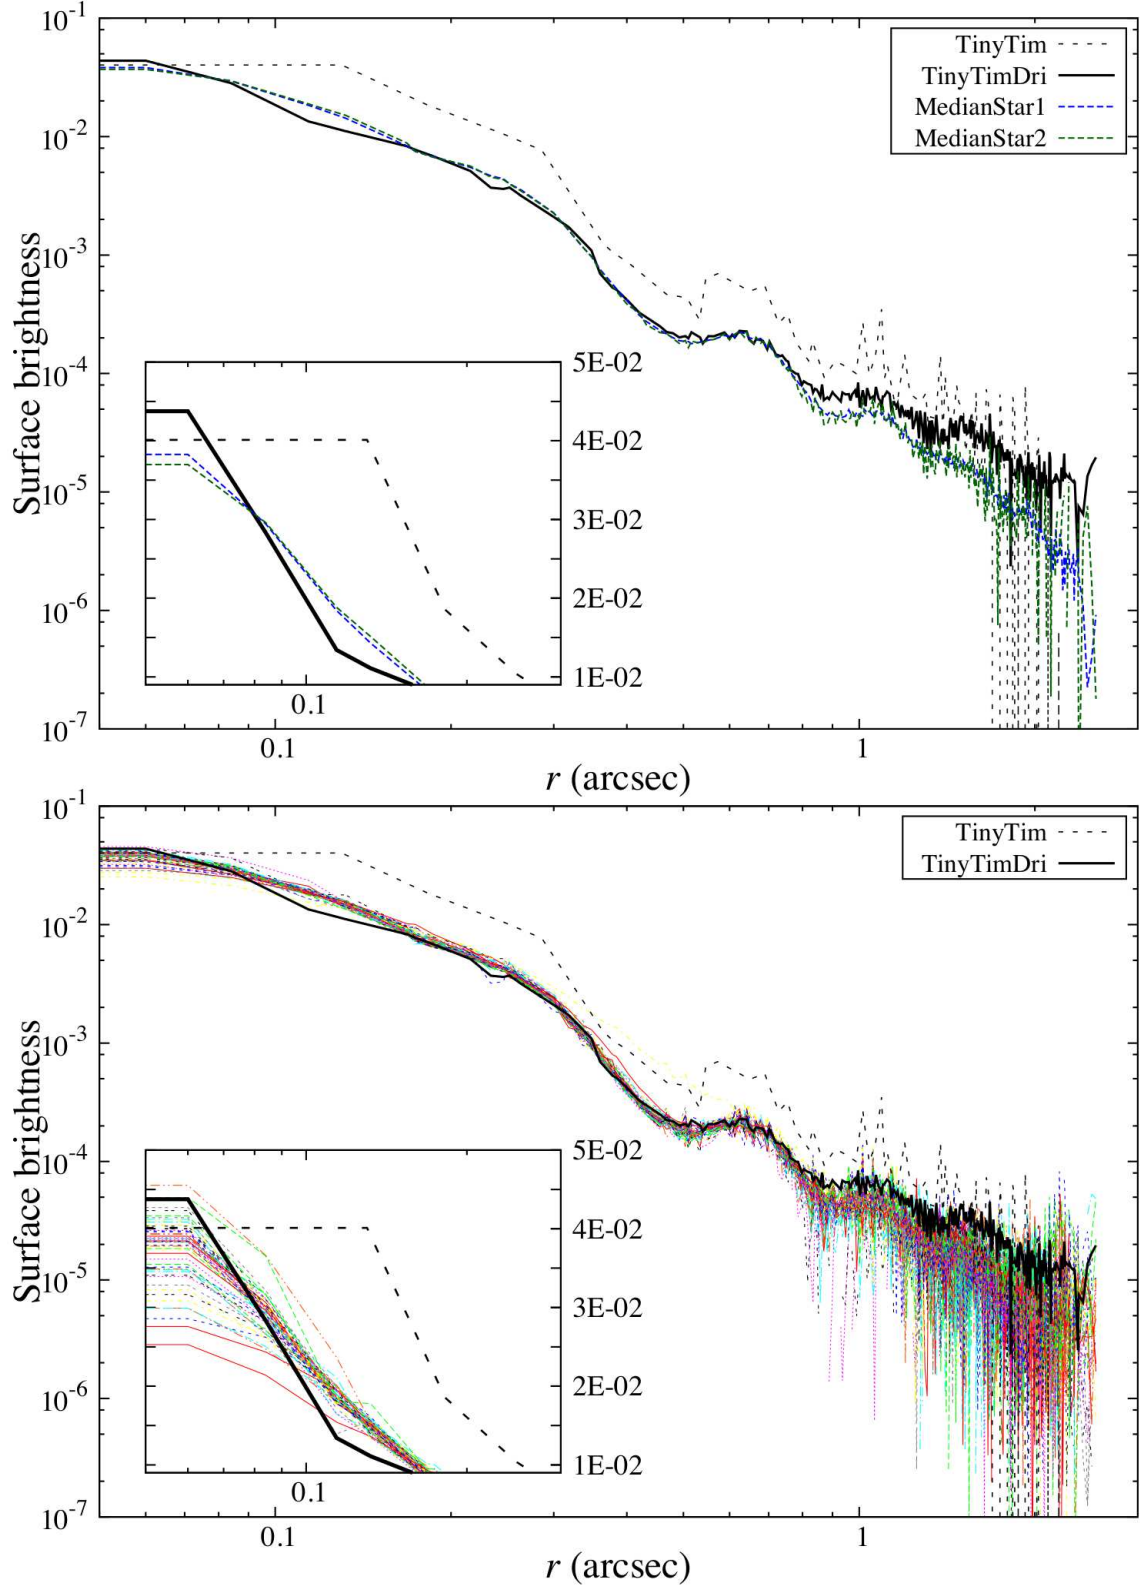 10-1
TinyTim
TinyTimDri
MedianStar1
MedianStar2
10-2
10-3
Surface brightness
10-4
5E-02
4E-02
3E-02
2E-02
1E-02
0.1
10-5
10-6
10-7
0.1
1
r (arcsec)
10-1
TinyTim
TinyTimDri
10-2
10-3
Surface brightness
10-4
5E-02
4E-02
3E-02
2E-02
1E-02
0.1
10-5
10-6
10-7
0.1
1
r (arcsec)